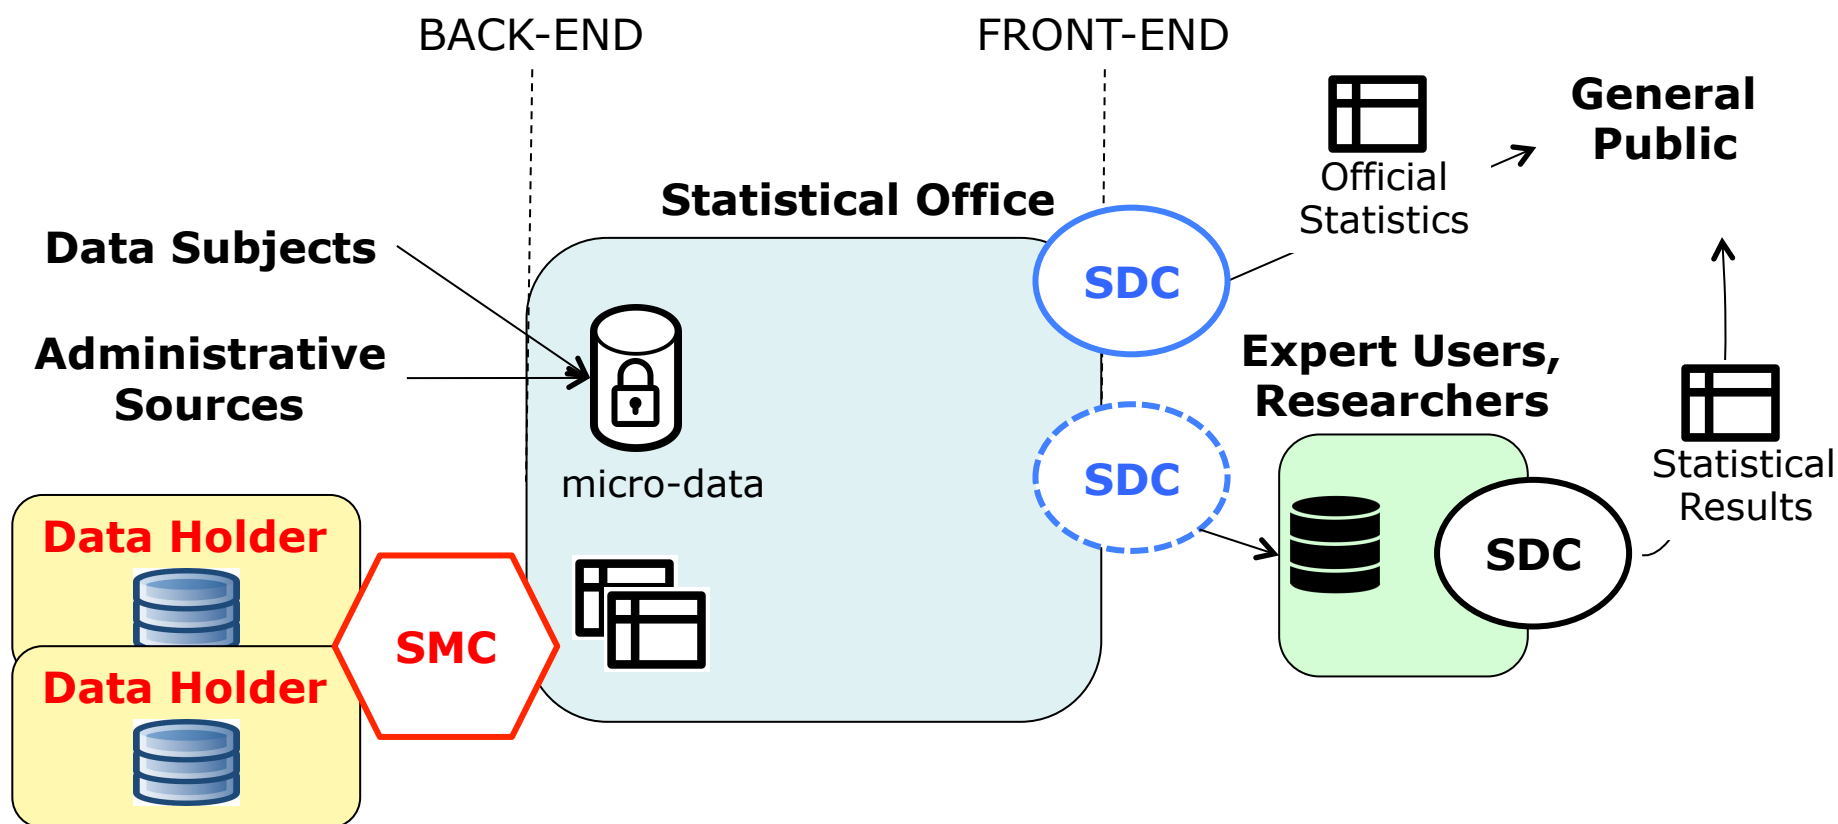 BACK-END
FRONT-END
General
Public
Official
Statistics
Statistical Office
Data Subjects
SDC
Administrative
Sources
Expert Users,
Researchers
micro-data
SDC
Statistical
Results
Data Holder
SDC
SMC
Data Holder